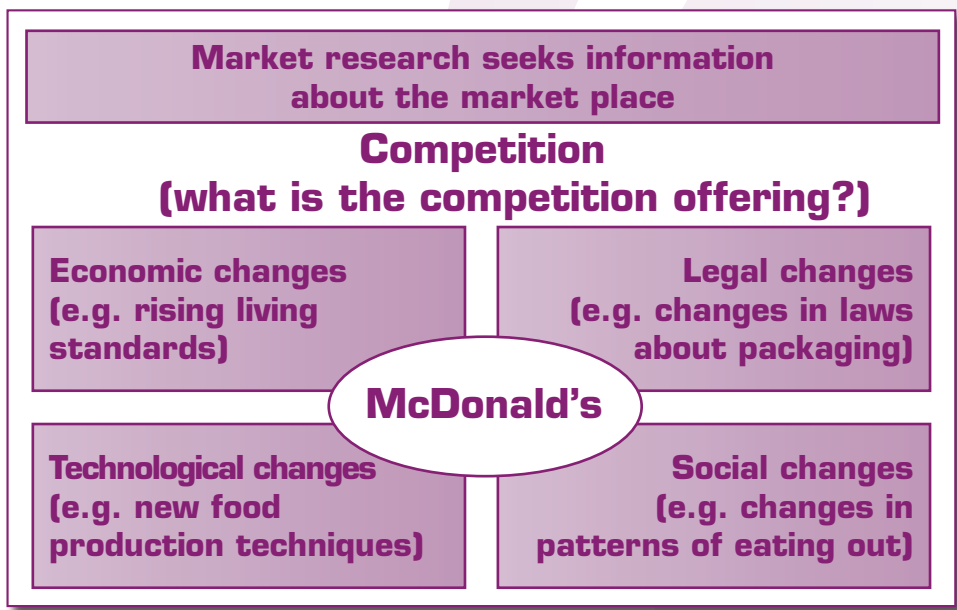 Market research seeks information
about the market place
Competition
(what is the competition offering?)
Economic changes
(e.g. rising living
standards)
Legal changes
(e.g. changes in laws
about packaging)
McDonald's
Technological changes
(e.g. new food
production techniques)
Social changes
(e.g. changes in
patterns of eating out)